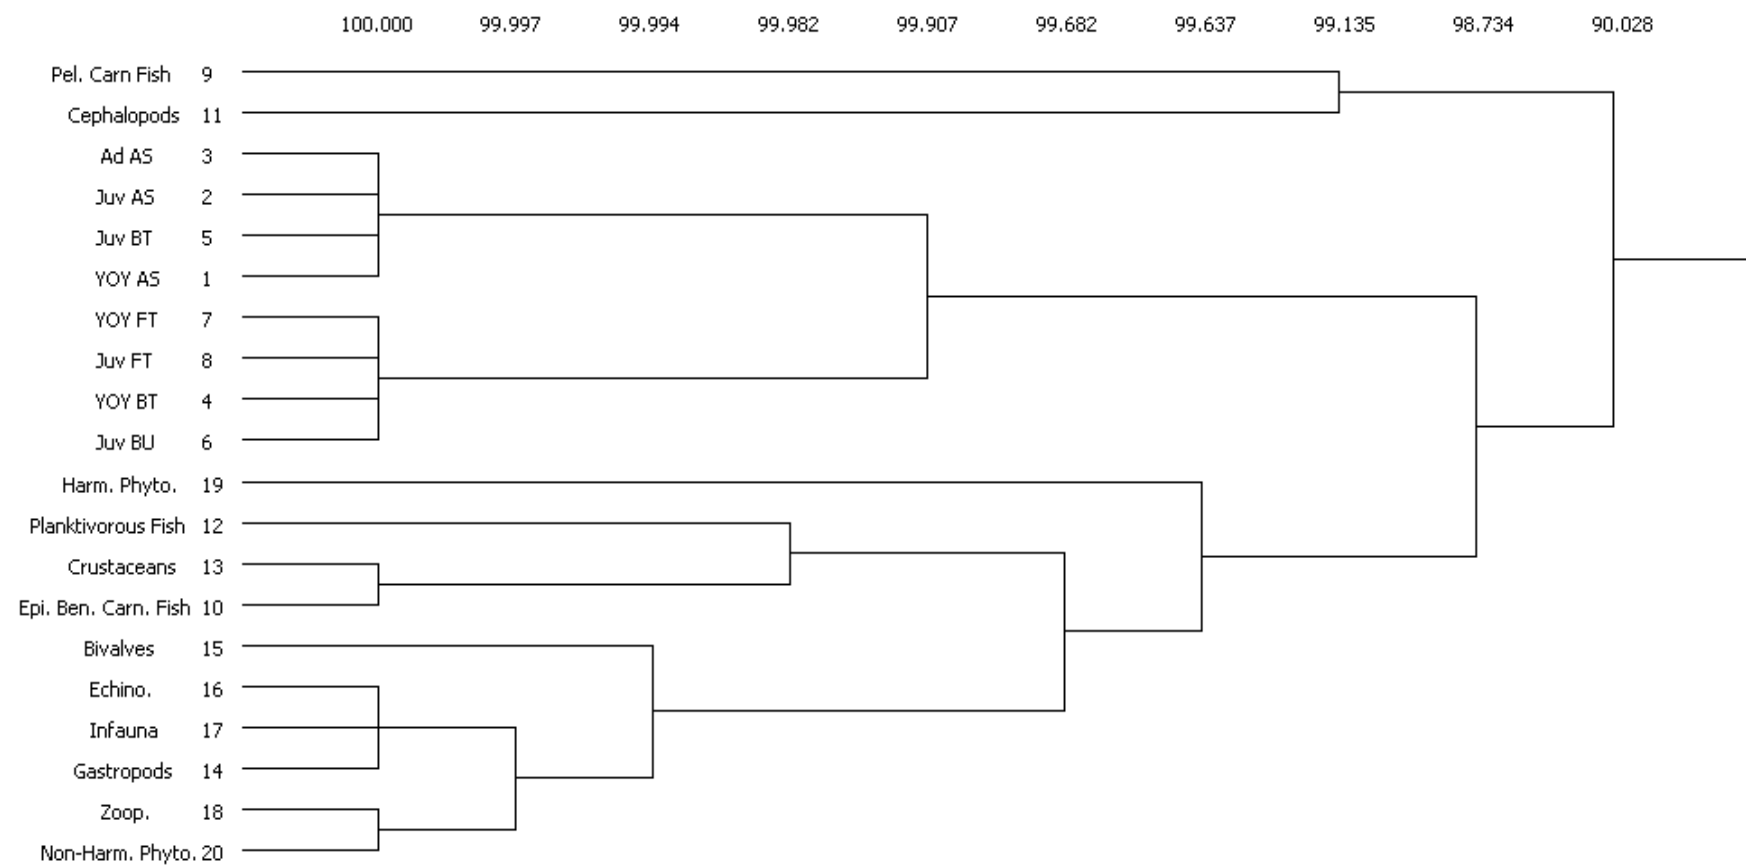 100.000 99.997 99.994 99.982 99.907 99.682 99.637 99.135 98.734 90.028
Pel. Carn Fish 9
Cephalopods 11
Ad AS 3
Juv AS 2
Juv BT 5
YOY AS 1
YOY FT 7
Juv FT 8
YOY BT 4
Juv BU 6
Harm. Phyto. 19
Planktivorous Fish 12
Crustaceans 13
Epi. Ben. Carn. Fish 10
Bivalves 15
Echino. 16
Infauna 17
Gastropods 14
Zoop. 18
Non-Harm. Phyto. 20